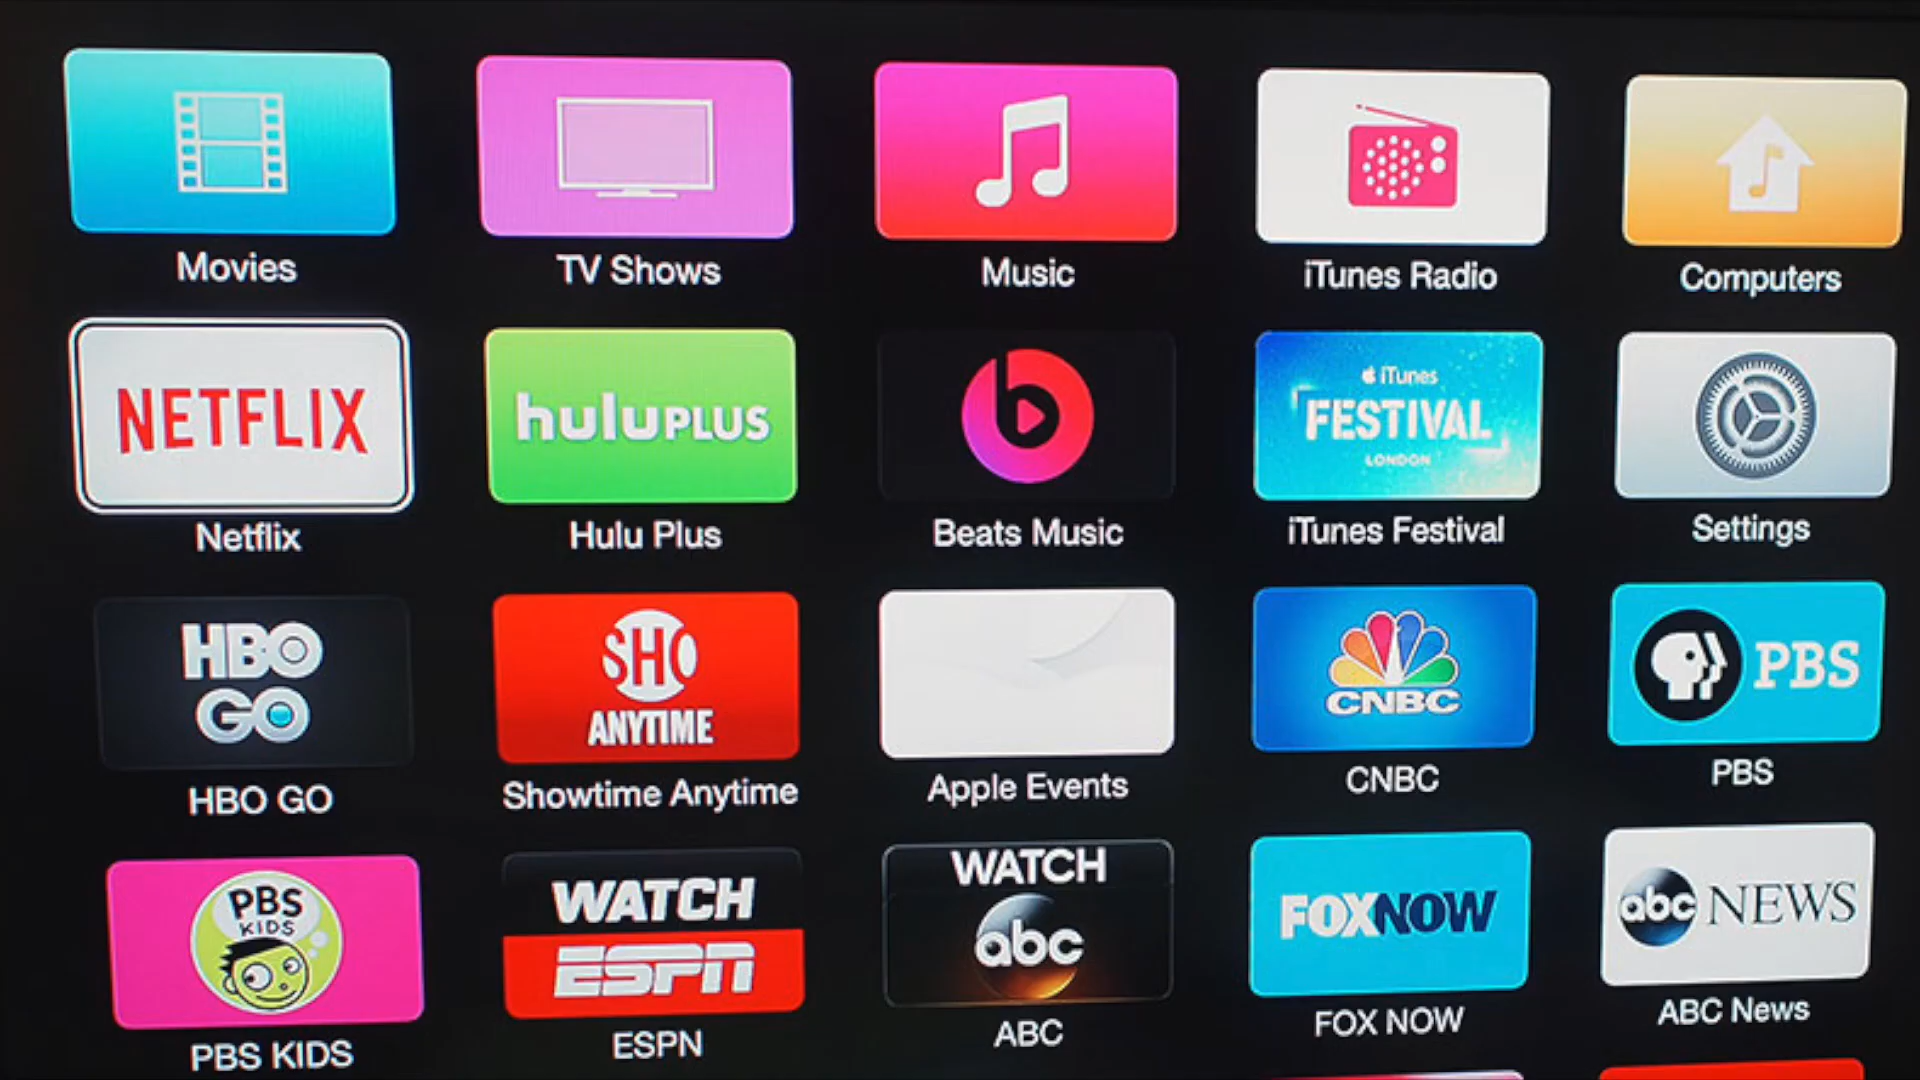 Movies
TV Shows
Music
iTunes Radio
Computers
NETFLIX
huluPLUS
b
iTunes
FESTIVAL
LONDON
Netflix
Hulu Plus
Beats Music
iTunes Festival
Settings
HBO
GO
SHO
ANYTIME
CNBC
PBS
HBO GO
Showtime Anytime
Apple Events
CNBC
PBS
PBS
KIDS
WATCH
ESPN
WATCH
abc
FOXNOW
abc NEWS
PBS KIDS
ESPN
ABC
FOX NOW
ABC News